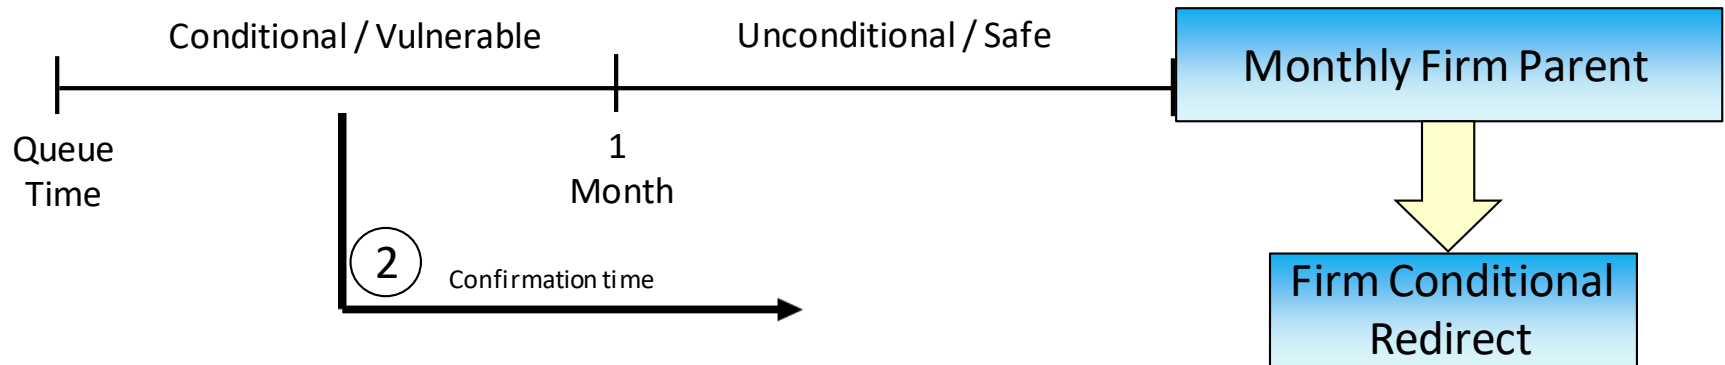 Conditional / Vulnerable
Unconditional / Safe
Monthly Firm Parent
Queue
Time
1
Month
2
Confirmation time
Firm Conditional
Redirect